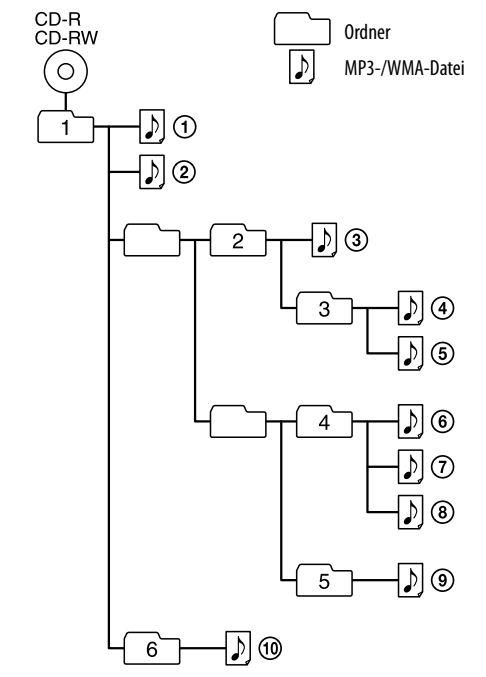 CD-R
CD-RW
Ordner
MP3-/WMA-Datei
1 ①
②
2 ③
3 ④
⑤
4 ⑥
⑦
⑧
5 ⑨
6 ⑩